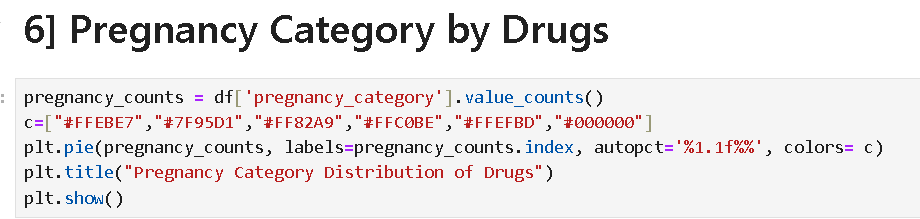 6] Pregnancy Category by Drugs
:
pregnancy_counts = df['pregnancy_category'].value_counts()
c=["#FFEBE7","#7F95D1","#FF82A9","#FFC0BE","#FFEFBD","#000000"]
plt.pie(pregnancy_counts, labels=pregnancy_counts.index, autopct='%1.1f%%', colors= c)
plt.title("Pregnancy Category Distribution of Drugs")
plt.show()